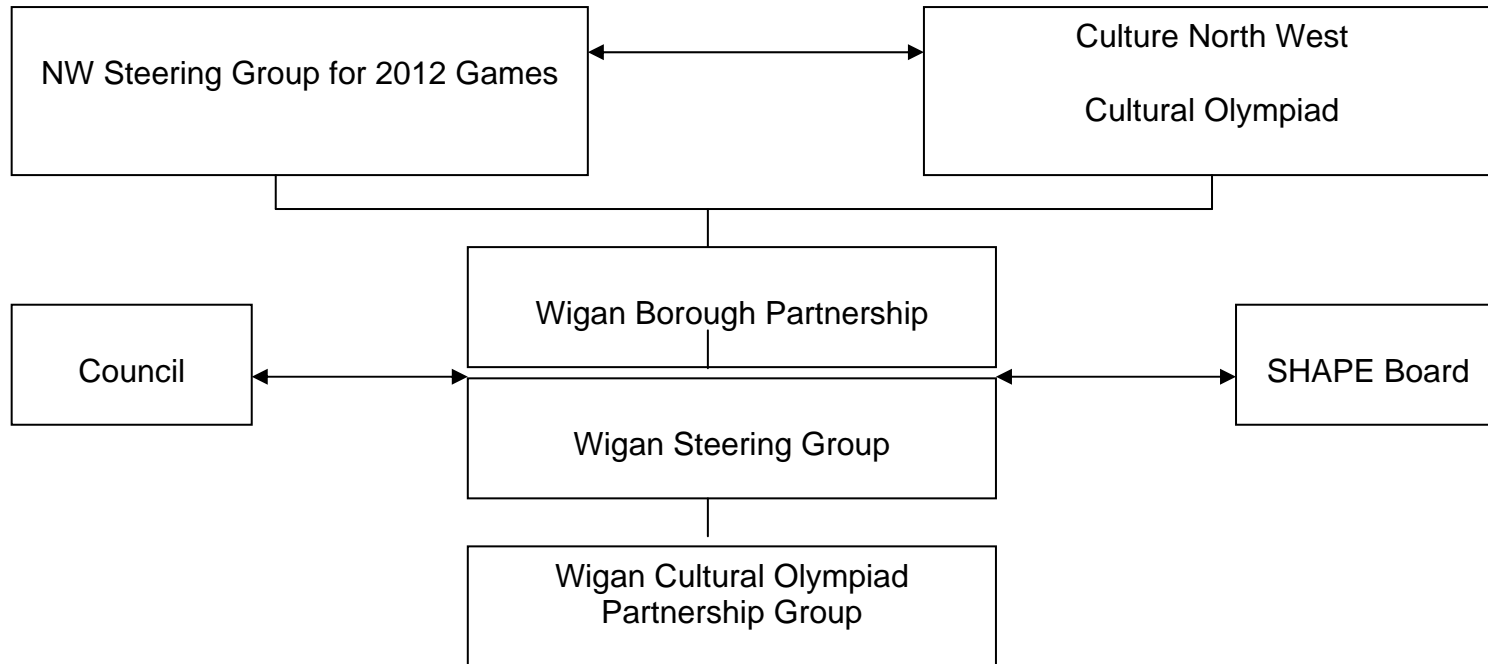 NW Steering Group for 2012 Games
Culture North West
Cultural Olympiad
Wigan Borough Partnership
Council
SHAPE Board
Wigan Steering Group
Wigan Cultural Olympiad
Partnership Group